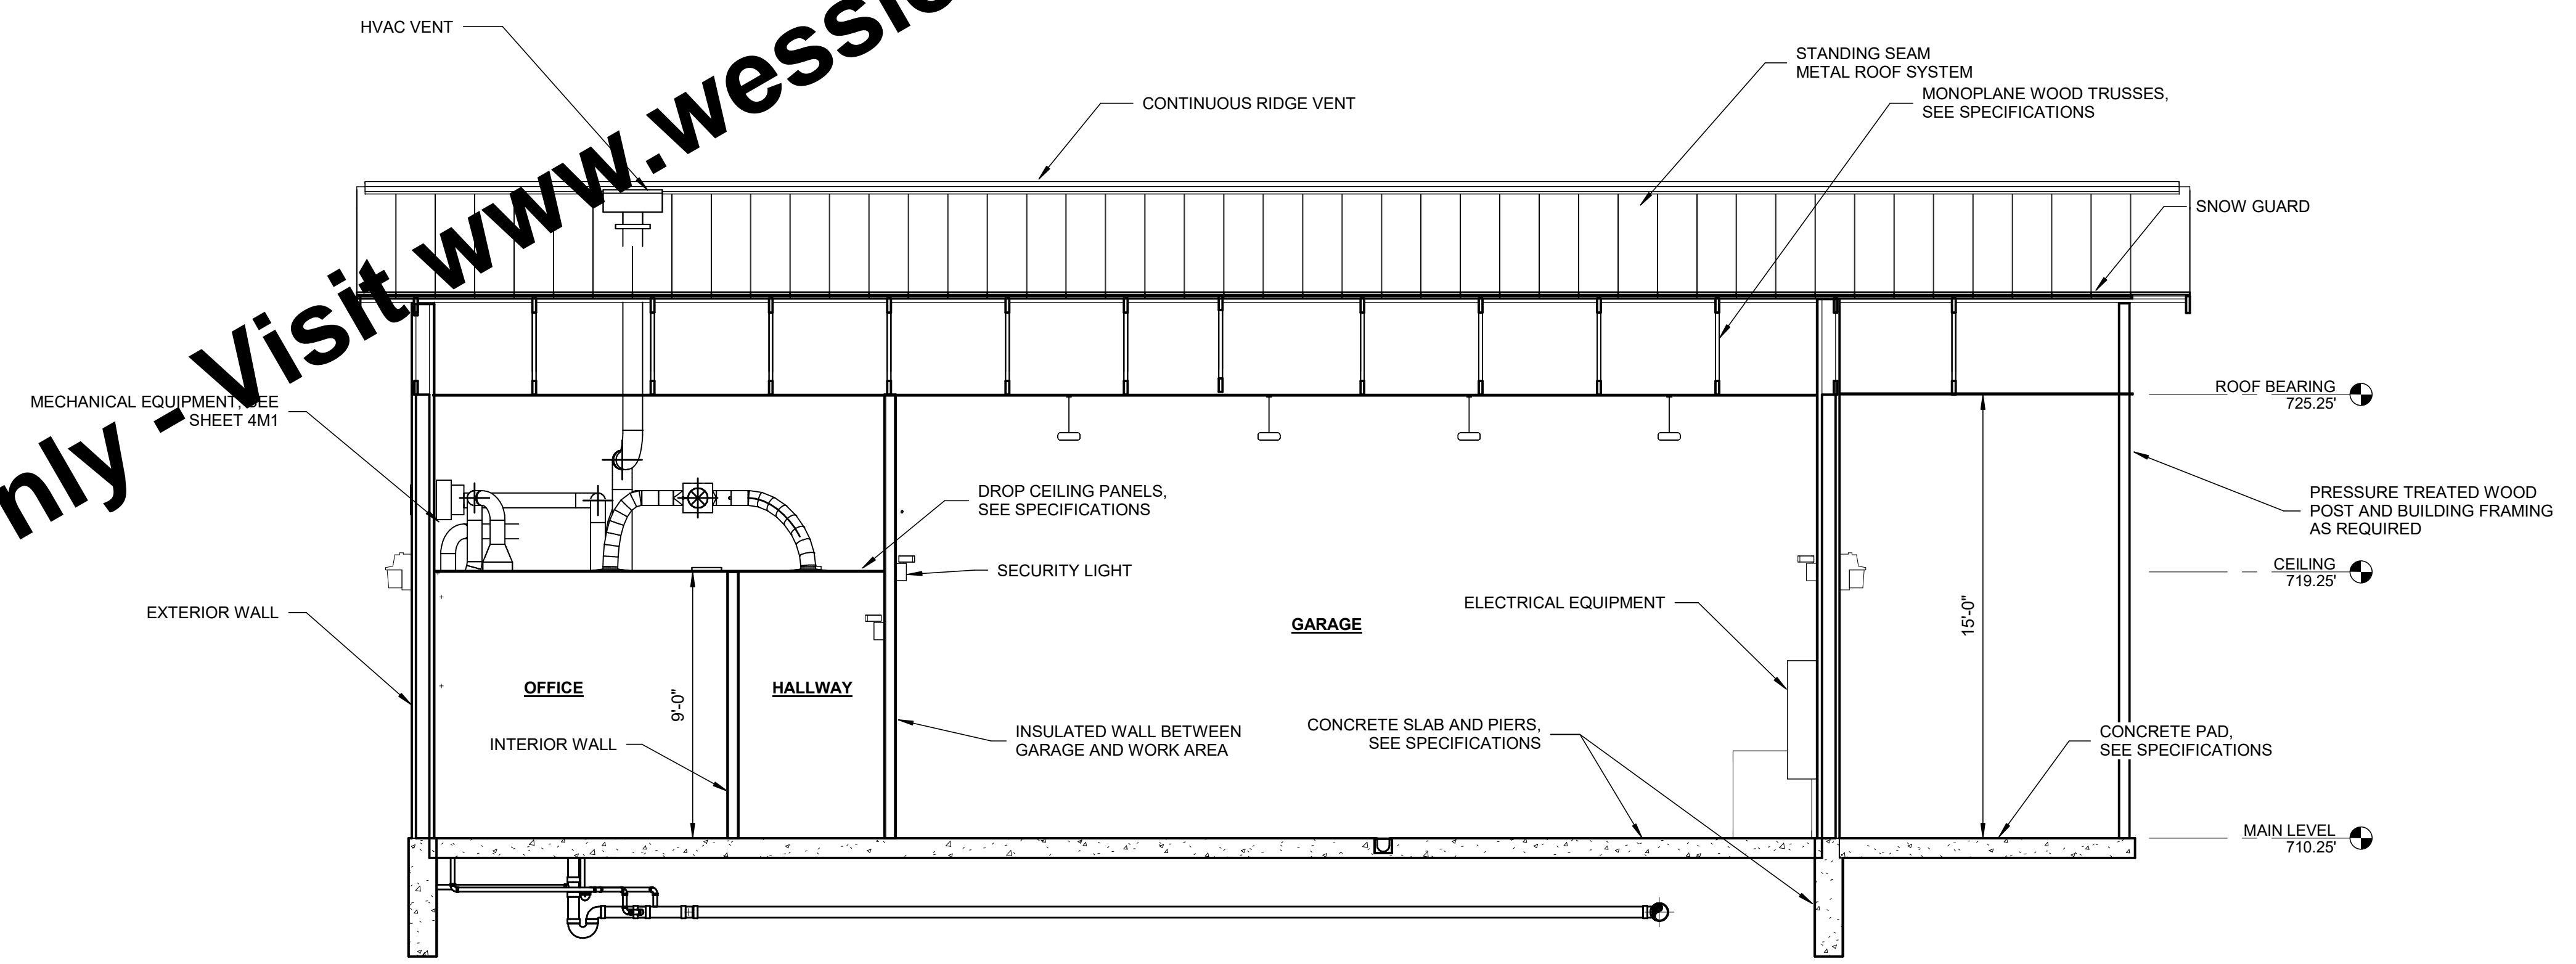 HVAC VENT
nly - Visit www.wessle
STANDING SEAM
METAL ROOF SYSTEM
CONTINUOUS RIDGE VENT
MONOPLANE WOOD TRUSSES,
SEE SPECIFICATIONS
SNOW GUARD
MECHANICAL EQUIPMENT, SEE
SHEET 4M1
ROOF BEARING
725.25'
DROP CEILING PANELS,
SEE SPECIFICATIONS
PRESSURE TREATED WOOD
POST AND BUILDING FRAMING
AS REQUIRED
SECURITY LIGHT
CEILING
719.25'
EXTERIOR WALL
ELECTRICAL EQUIPMENT
GARAGE
15'-0"
OFFICE
HALLWAY
9'-0"
INTERIOR WALL
INSULATED WALL BETWEEN
GARAGE AND WORK AREA
CONCRETE SLAB AND PIERS,
SEE SPECIFICATIONS
CONCRETE PAD,
SEE SPECIFICATIONS
MAIN LEVEL
710.25'